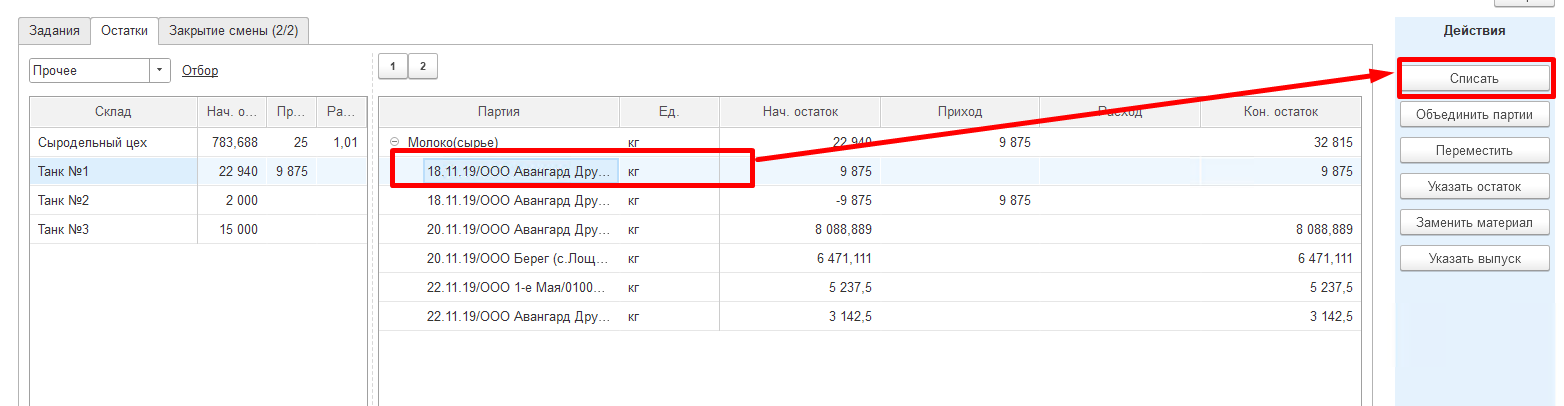 Задания Остатки Закрытие смены (2/2)
Действия
Прочее Отбор 1 2
Списать
Склад Нач. о... Пр... Ра... Партия Ед. Нач. остаток Приход Расход Кон. остаток
Объединить партии
Сыродельный цех 783,688 25 1,01 Молоко(сырье) кг 22 940 9 875 32 815
Переместить
Танк №1 22 940 9 875 18.11.19/ООО Авангард Дру... кг 9 875 9 875
Указать остаток
Танк №2 2 000 18.11.19/ООО Авангард Дру... кг -9 875 9 875
Заменить материал
Танк №3 15 000 20.11.19/ООО Авангард Дру... кг 8 088,889 8 088,889
Указать выпуск
20.11.19/ООО Берег (с.Лощ... кг 6 471,111 6 471,111
22.11.19/ООО 1-е Мая/0100... кг 5 237,5 5 237,5
22.11.19/ООО Авангард Дру... кг 3 142,5 3 142,5